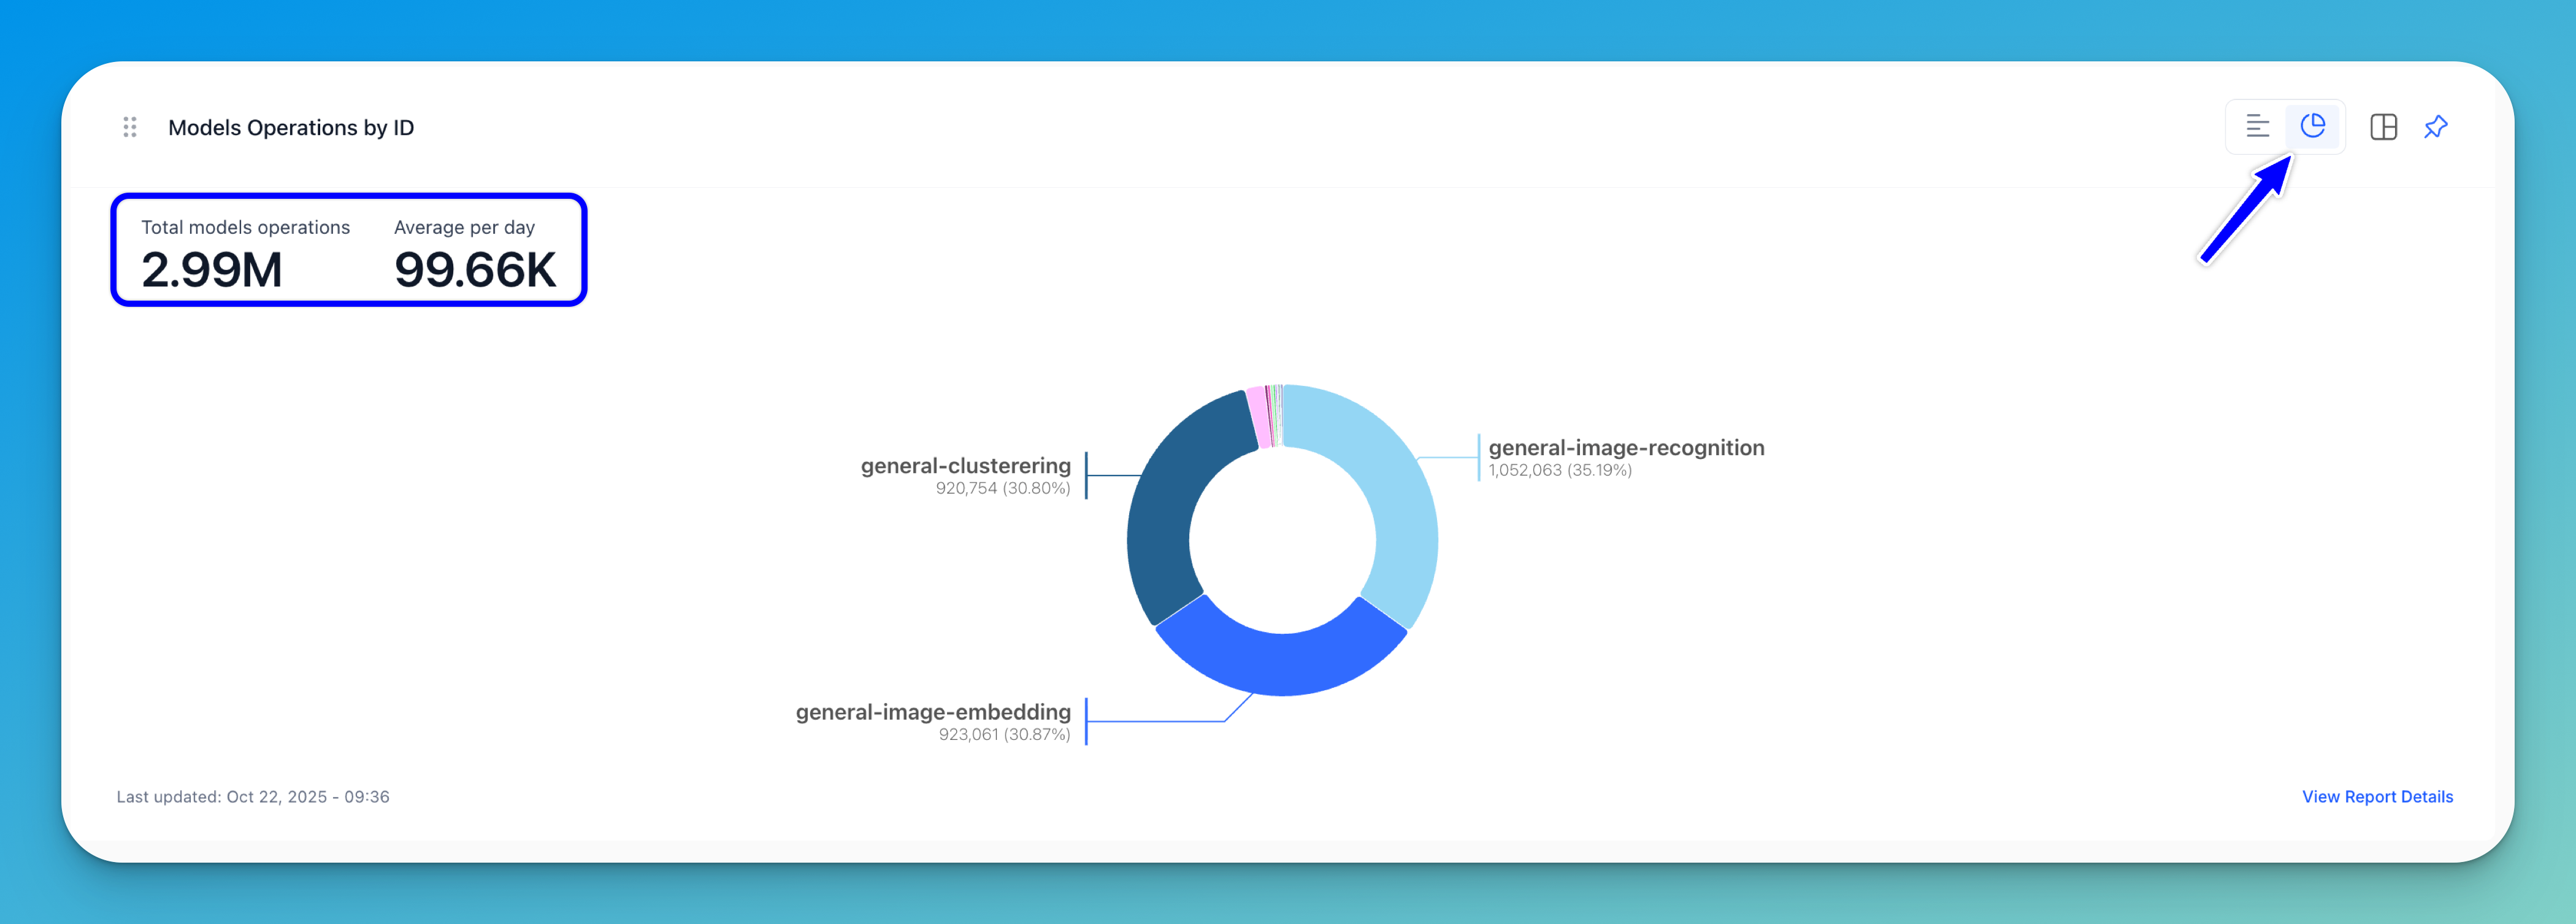 Models Operations by ID
Total models operations
2.99M
Average per day
99.66K
general-image-recognition
1,052,063 (35.19%)
general-clusterering
920,754 (30.80%)
general-image-embedding
923,061 (30.87%)
Last updated: Oct 22, 2025 - 09:36
View Report Details